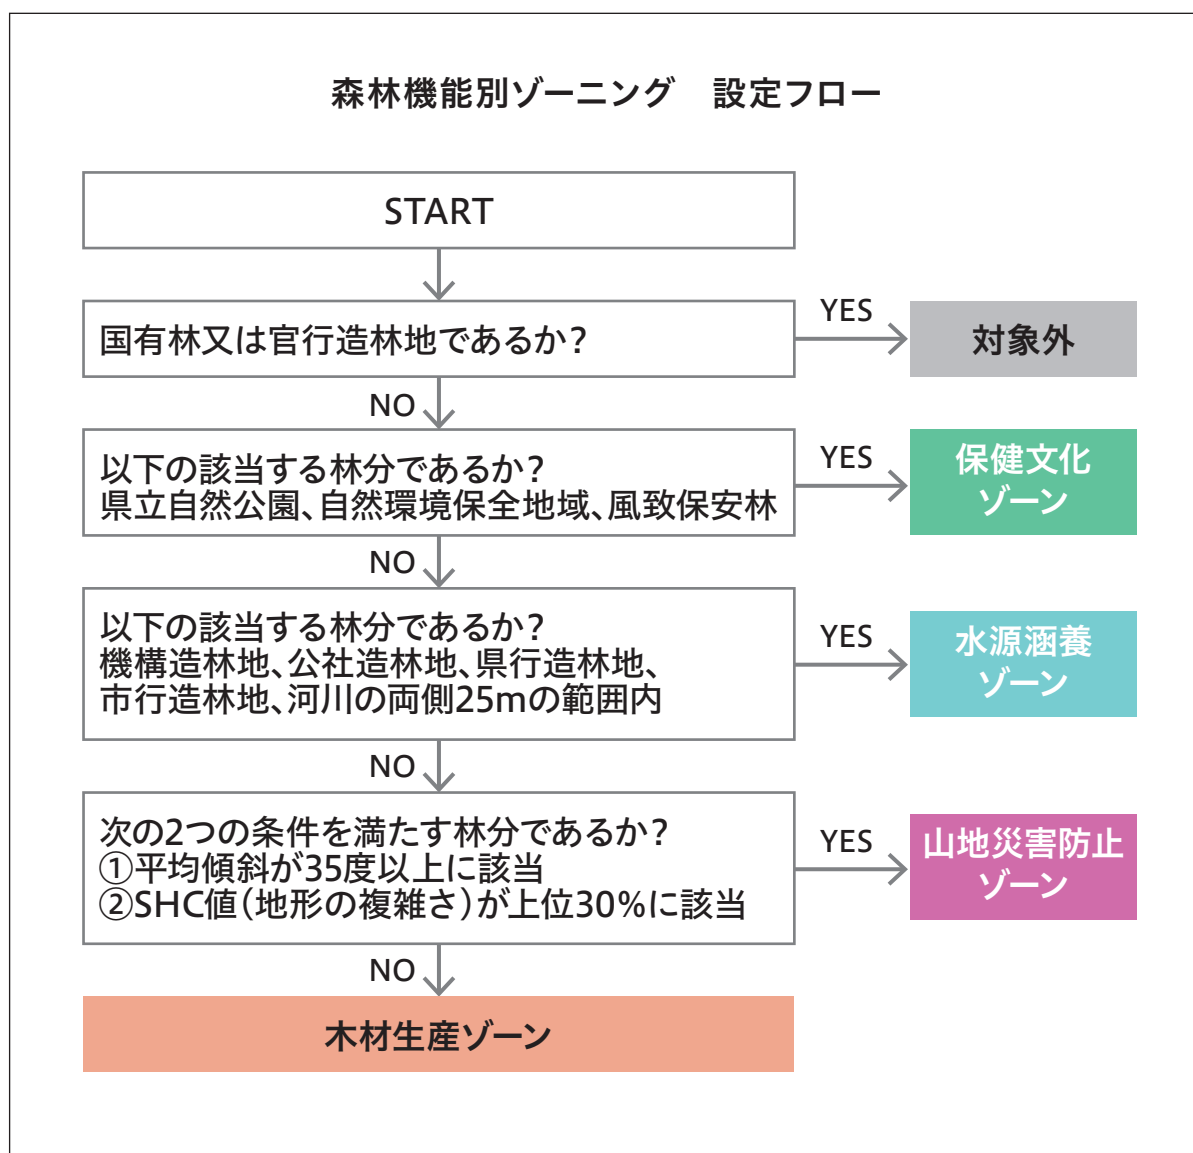 森林機能別ゾーニング　設定フロー
START
国有林又は官行造林地であるか？
YES
対象外
NO
以下の該当する林分であるか？
県立自然公園、自然環境保全地域、風致保安林
YES
保健文化
ゾーン
NO
以下の該当する林分であるか？
機構造林地、公社造林地、県行造林地、
市行造林地、河川の両側25mの範囲内
YES
水源涵養
ゾーン
NO
次の2つの条件を満たす林分であるか？
①平均傾斜が35度以上に該当
②SHC値（地形の複雑さ）が上位30%に該当
YES
山地災害防止
ゾーン
NO
木材生産ゾーン